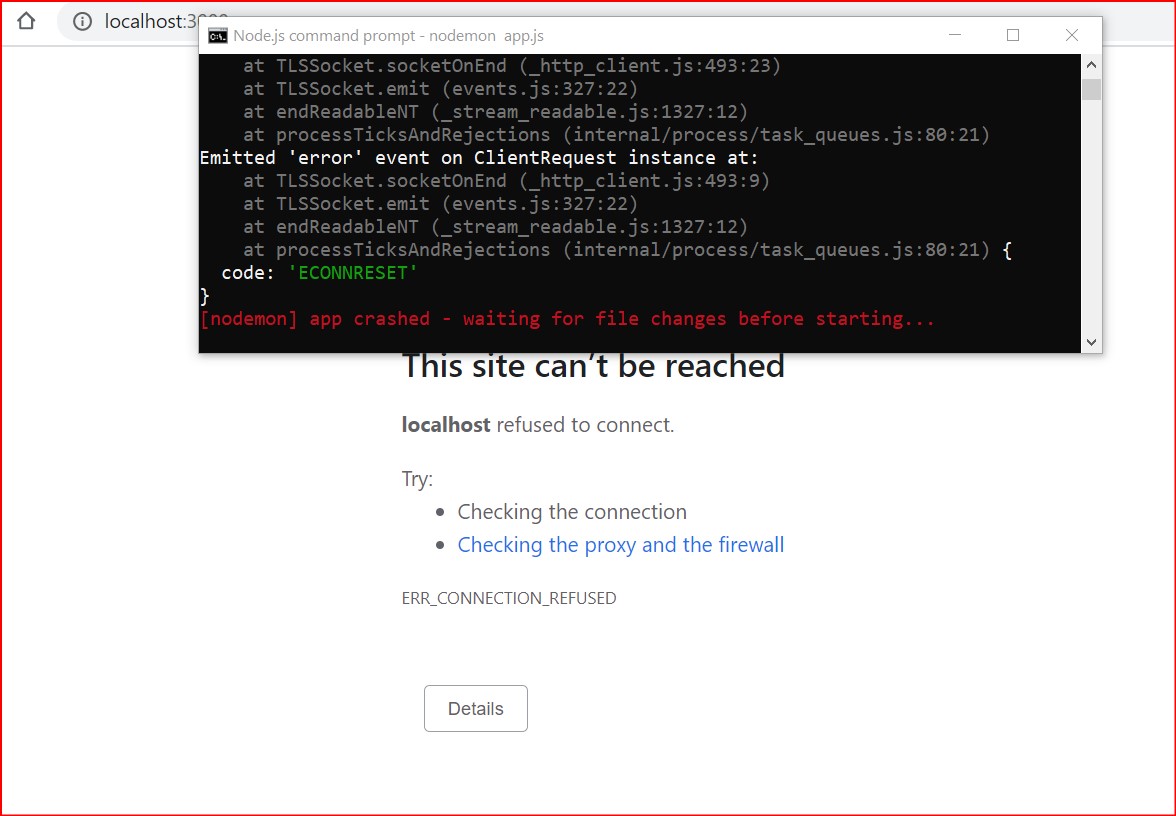 localhost:3000
Node.js command prompt - nodemon  app.js
at TLSSocket.socketOnEnd (_http_client.js:493:23)
at TLSSocket.emit (events.js:327:22)
at endReadableNT (_stream_readable.js:1327:12)
at processTicksAndRejections (internal/process/task_queues.js:80:21)
Emitted 'error' event on ClientRequest instance at:
at TLSSocket.socketOnEnd (_http_client.js:493:9)
at TLSSocket.emit (events.js:327:22)
at endReadableNT (_stream_readable.js:1327:12)
at processTicksAndRejections (internal/process/task_queues.js:80:21) {
code: 'ECONNRESET'
}
[nodemon] app crashed - waiting for file changes before starting...
This site can’t be reached
localhost refused to connect.
Try:
• Checking the connection
• Checking the proxy and the firewall
ERR_CONNECTION_REFUSED
Details